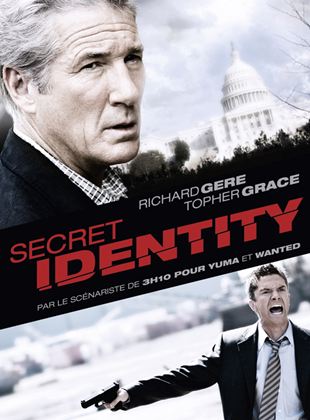 RICHARD GERE
TOPHER GRACE
SECRET
IDENTITY
PAR LE SCÉNARISTE DE 3H10 POUR YUMA ET WANTED